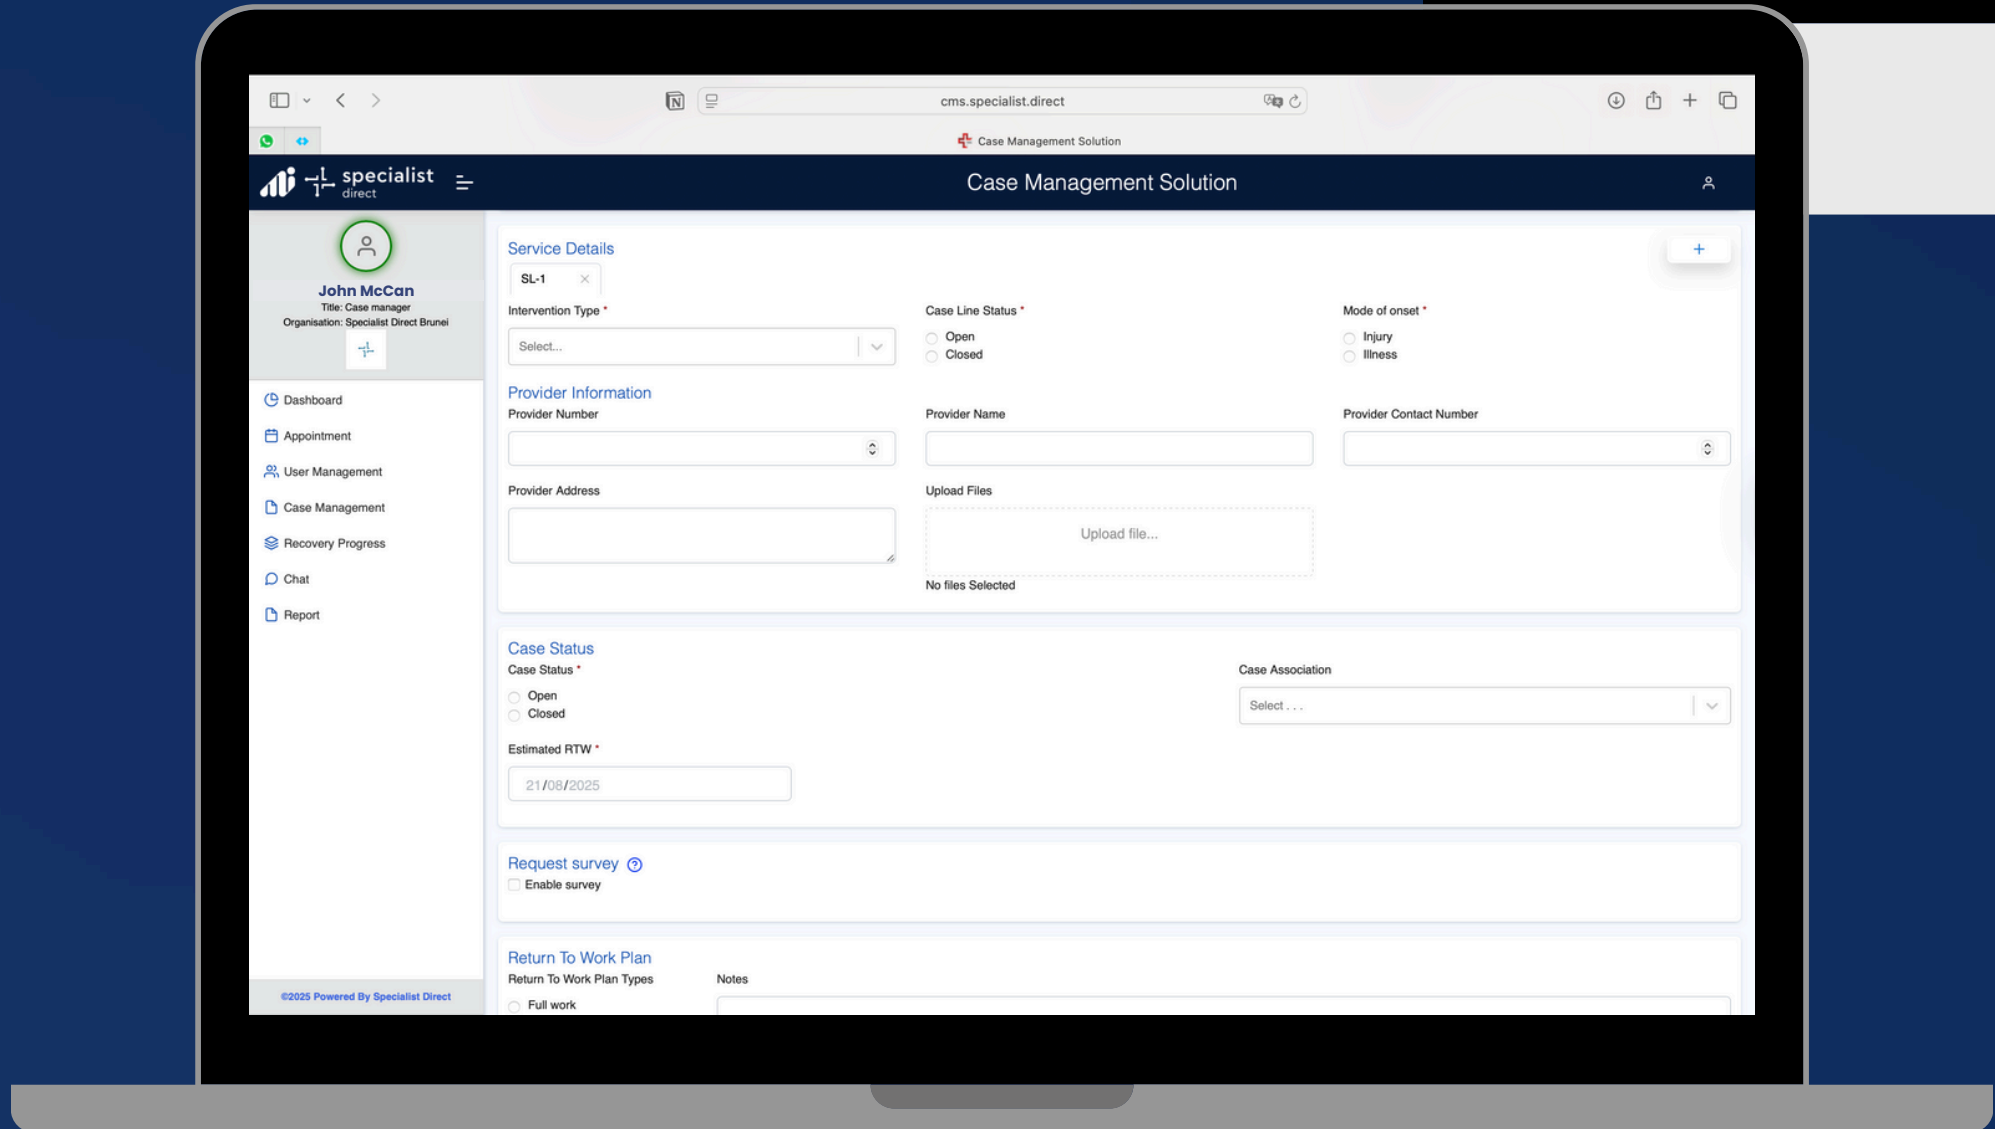 cms.specialist.direct
Case Management Solution
specialist
direct
Case Management Solution
John McCan
Title: Case manager
Organisation: Specialist Direct Brunei
Dashboard
Appointment
User Management
Case Management
Recovery Progress
Chat
Report
©2025 Powered By Specialist Direct
Service Details
+
SL-1 ×
Intervention Type *
Select...
Case Line Status *
Open
Closed
Mode of onset *
Injury
Illness
Provider Information
Provider Number
Provider Name
Provider Contact Number
Provider Address
Upload Files
Upload file...
No files Selected
Case Status
Case Status *
Open
Closed
Case Association
Select . . .
Estimated RTW *
21/08/2025
Request survey ?
Enable survey
Return To Work Plan
Return To Work Plan Types
Full work
Notes